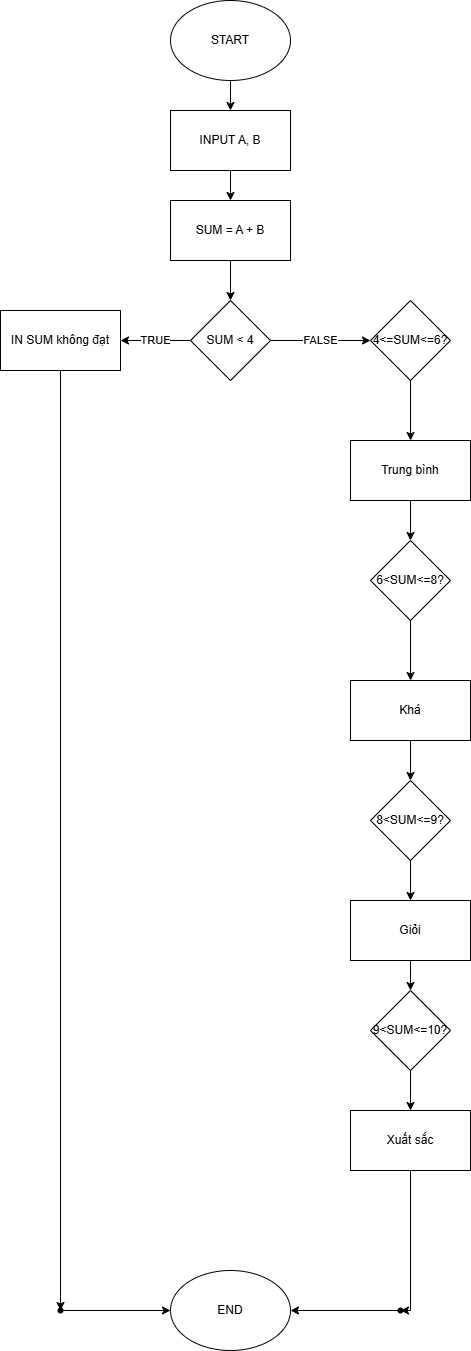 START
INPUT A, B
SUM = A + B
IN SUM không đạt
TRUE
SUM < 4
FALSE
4<=SUM<=6?
Trung bình
6<SUM<=8?
Khá
8<SUM<=9?
Giỏi
9<SUM<=10?
Xuất sắc
END